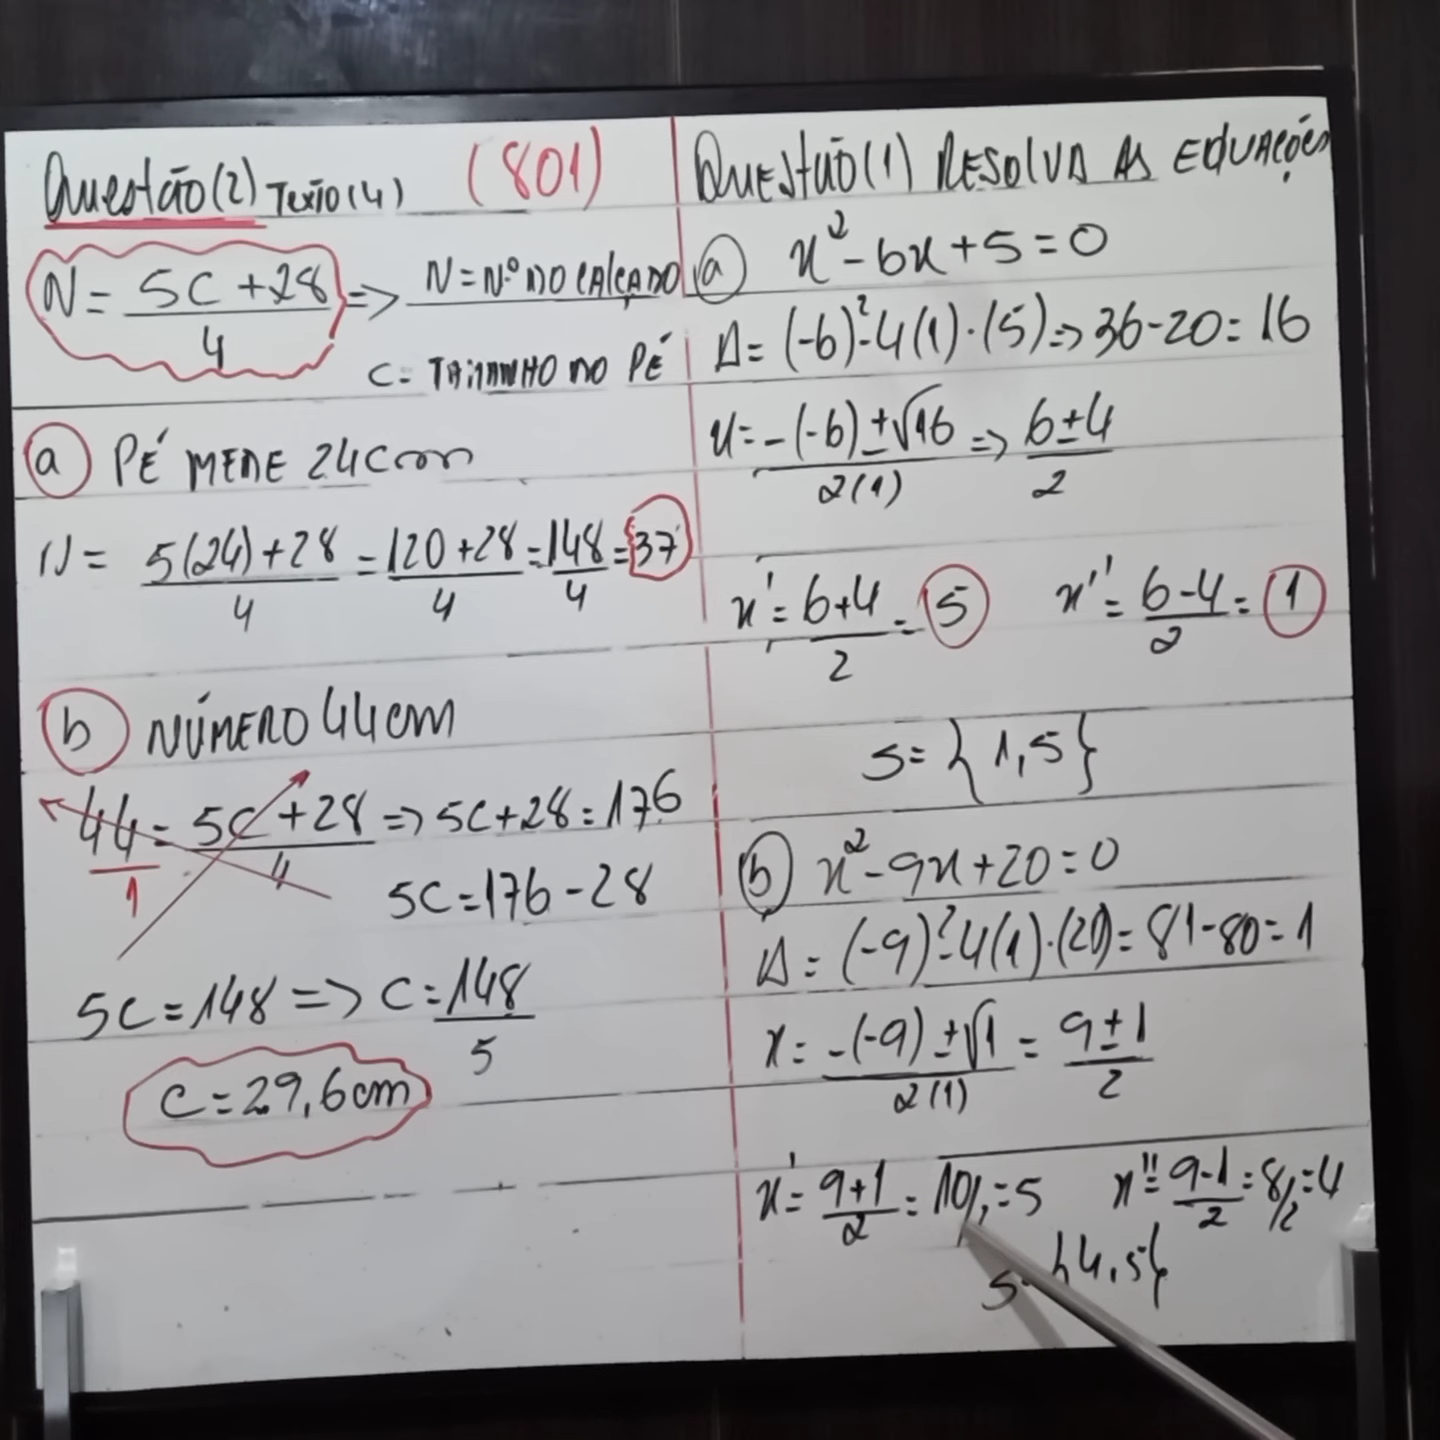 Questão(2) Texto(4) (801)
N = 5C + 28 / 4 => N = Nº DO CALÇADO
C = TAMANHO DO PÉ
a PÉ MEDE 24cm
N = 5(24) + 28 / 4 = 120 + 28 / 4 = 148 / 4 = 37
b NÚMERO 44cm
44 / 1 = 5C + 28 / 4 => 5C + 28 = 176
5C = 176 - 28
5C = 148 => C = 148 / 5
C = 29,6cm
QUESTÃO(1) RESOLVA AS EQUAÇÕES
a x² - 6x + 5 = 0
Δ = (-6)² - 4(1)·(5) => 36 - 20 = 16
x = -(-6) ± √16 / 2(1) => 6 ± 4 / 2
x' = 6+4 / 2 = 5 x'' = 6-4 / 2 = 1
S = {1,5}
b x² - 9x + 20 = 0
Δ = (-9)² - 4(1)·(20) = 81 - 80 = 1
x = -(-9) ± √1 / 2(1) = 9 ± 1 / 2
x' = 9+1 / 2 = 10/ = 5 x'' = 9-1 / 2 = 8/2 = 4
S = {4,5}